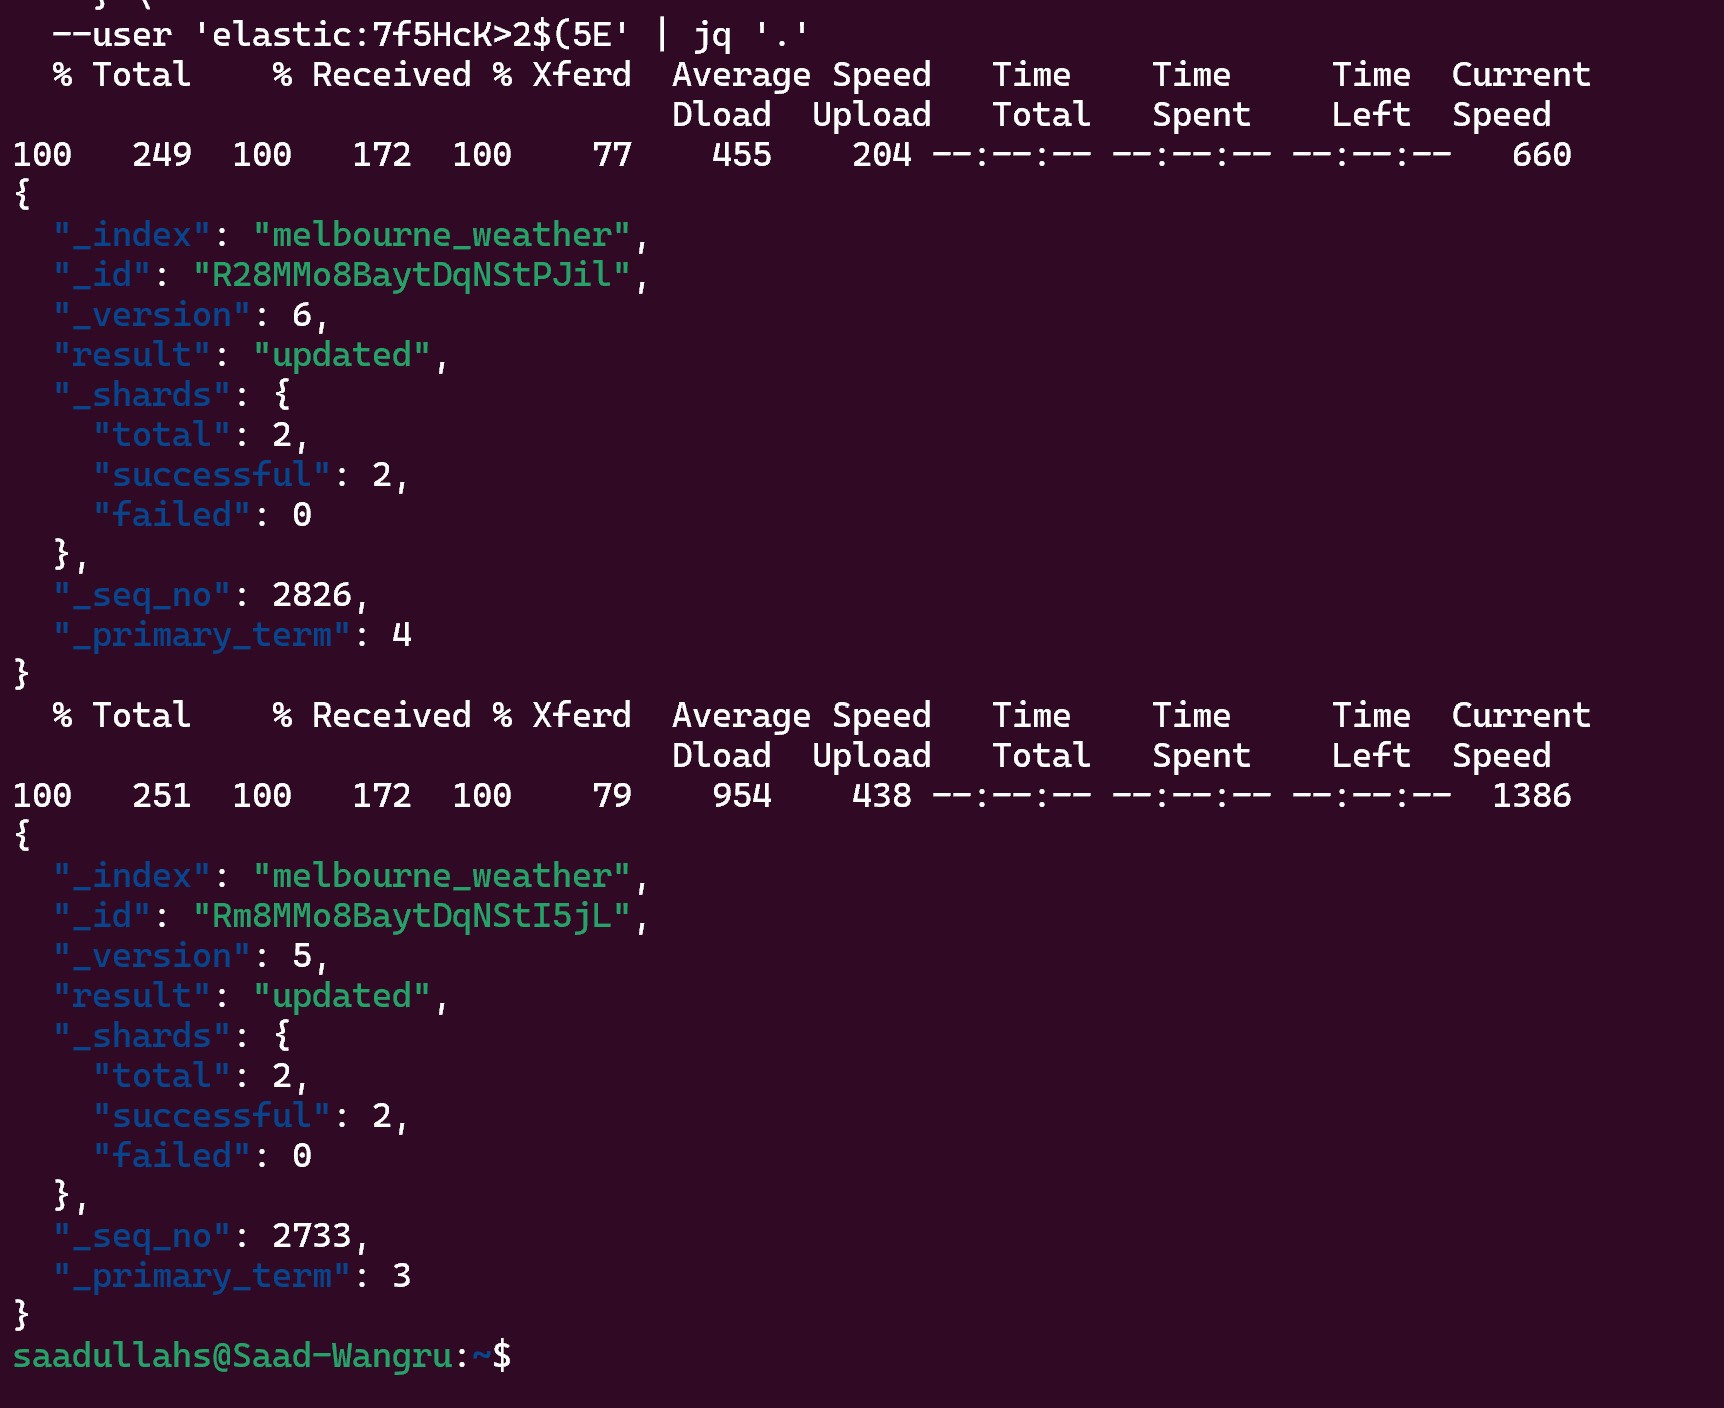 } \
--user 'elastic:7f5HcK>2$(5E' | jq '.'
% Total % Received % Xferd Average Speed Time Time Time Current
Dload Upload Total Spent Left Speed
100 249 100 172 100 77 455 204 --:--:-- --:--:-- --:--:-- 660
{
"_index": "melbourne_weather",
"_id": "R28MMo8BaytDqNStPJil",
"_version": 6,
"result": "updated",
"_shards": {
"total": 2,
"successful": 2,
"failed": 0
},
"_seq_no": 2826,
"_primary_term": 4
}
% Total % Received % Xferd Average Speed Time Time Time Current
Dload Upload Total Spent Left Speed
100 251 100 172 100 79 954 438 --:--:-- --:--:-- --:--:-- 1386
{
"_index": "melbourne_weather",
"_id": "Rm8MMo8BaytDqNStI5jL",
"_version": 5,
"result": "updated",
"_shards": {
"total": 2,
"successful": 2,
"failed": 0
},
"_seq_no": 2733,
"_primary_term": 3
}
saadullahs@Saad-Wangru:~$